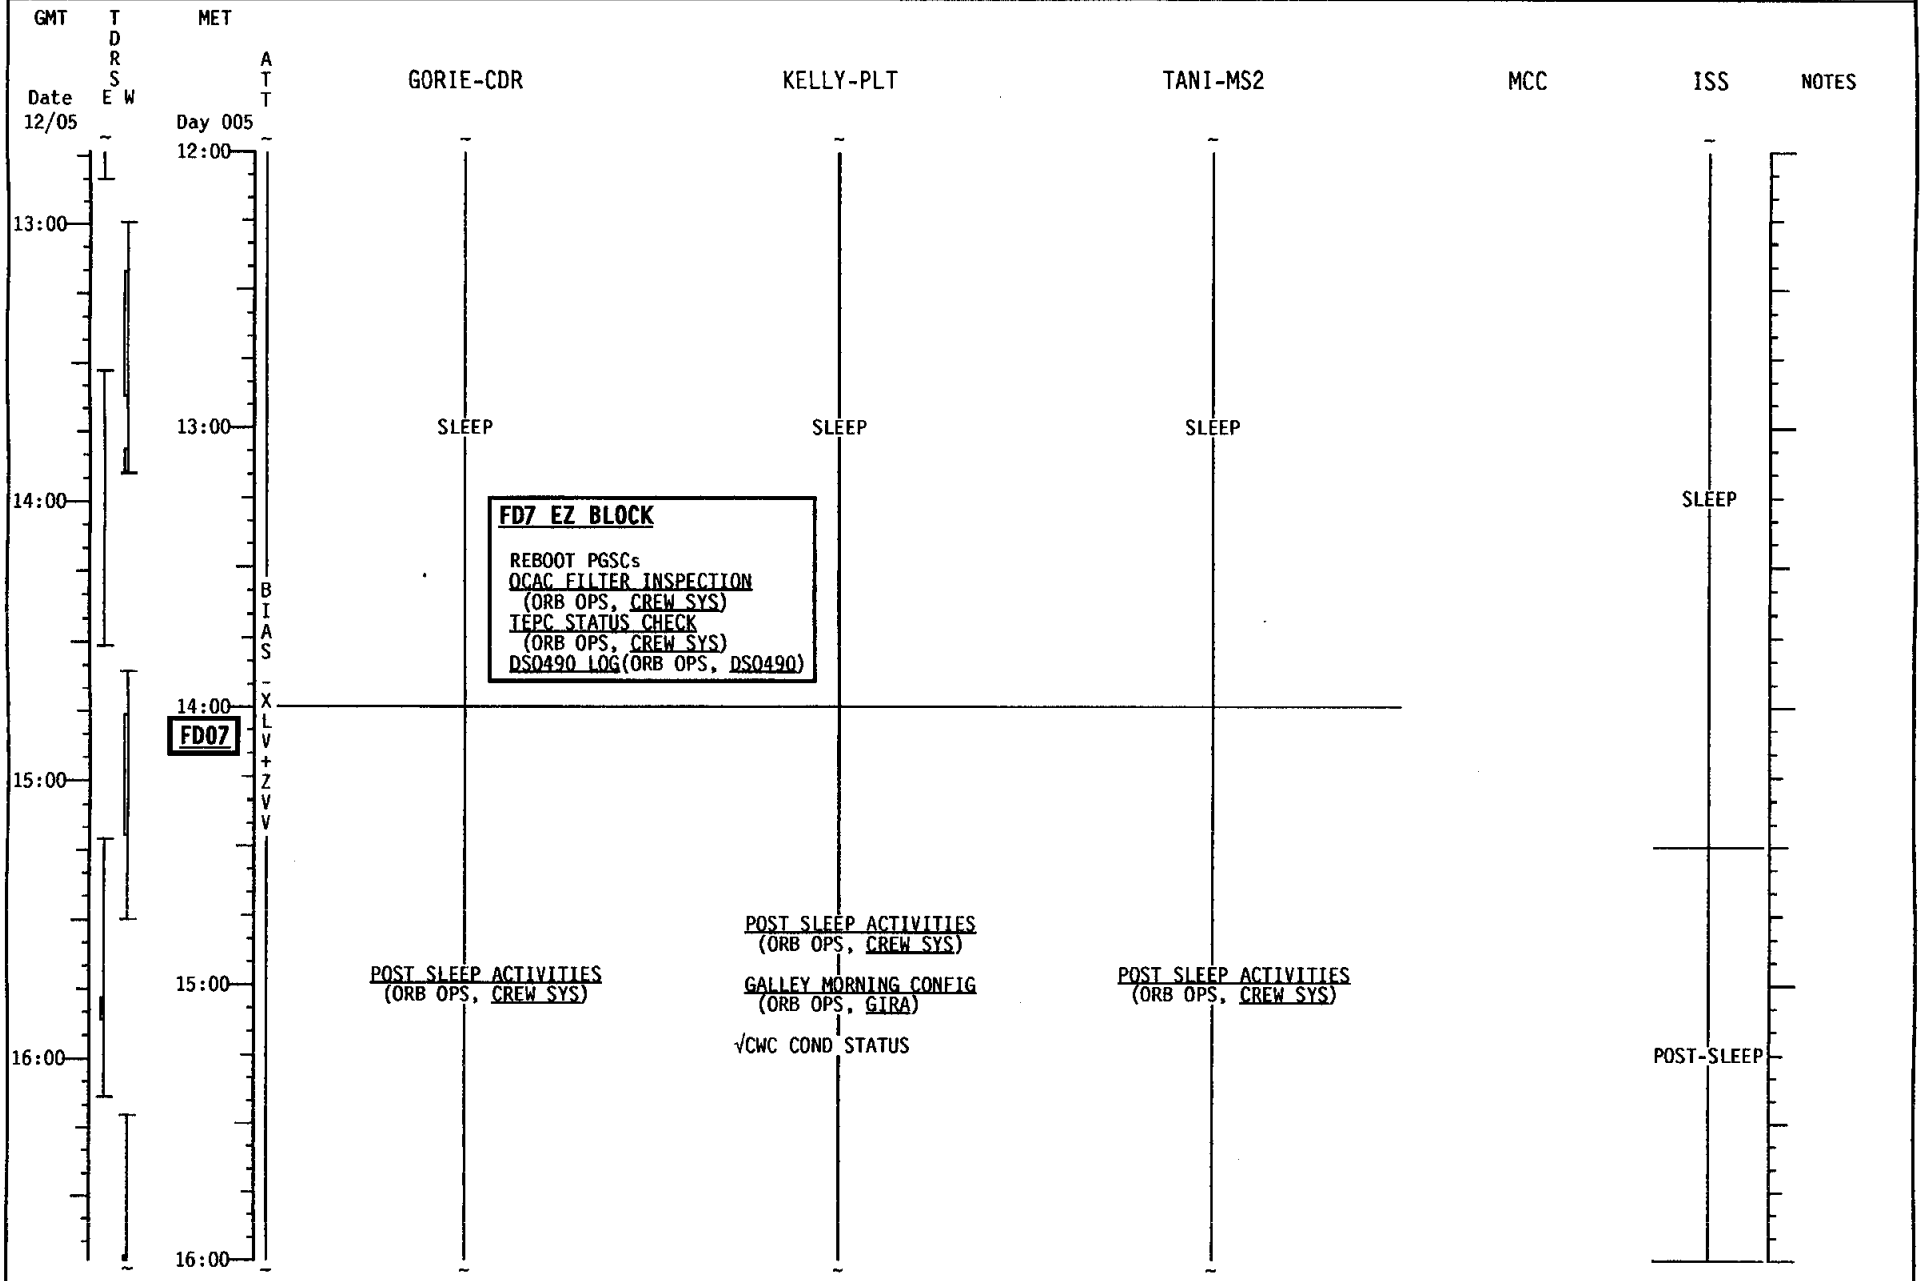 GMT TDRS MET
ATT
GORIE-CDR KELLY-PLT TANI-MS2 MCC ISS NOTES
Date E W
12/05 Day 005
12:00
13:00
13:00 SLEEP SLEEP SLEEP
14:00 SLEEP
FD7 EZ BLOCK
REBOOT PGSCs
OCAC FILTER INSPECTION
(ORB OPS, CREW SYS)
TEPC STATUS CHECK
(ORB OPS, CREW SYS)
DSO490 LOG(ORB OPS, DSO490)
BIAS -XLV+ZVV
14:00
FD07
15:00
POST SLEEP ACTIVITIES
(ORB OPS, CREW SYS)
15:00
POST SLEEP ACTIVITIES
(ORB OPS, CREW SYS)
GALLEY MORNING CONFIG
(ORB OPS, GIRA)
POST SLEEP ACTIVITIES
(ORB OPS, CREW SYS)
√CWC COND STATUS
16:00 POST-SLEEP
16:00